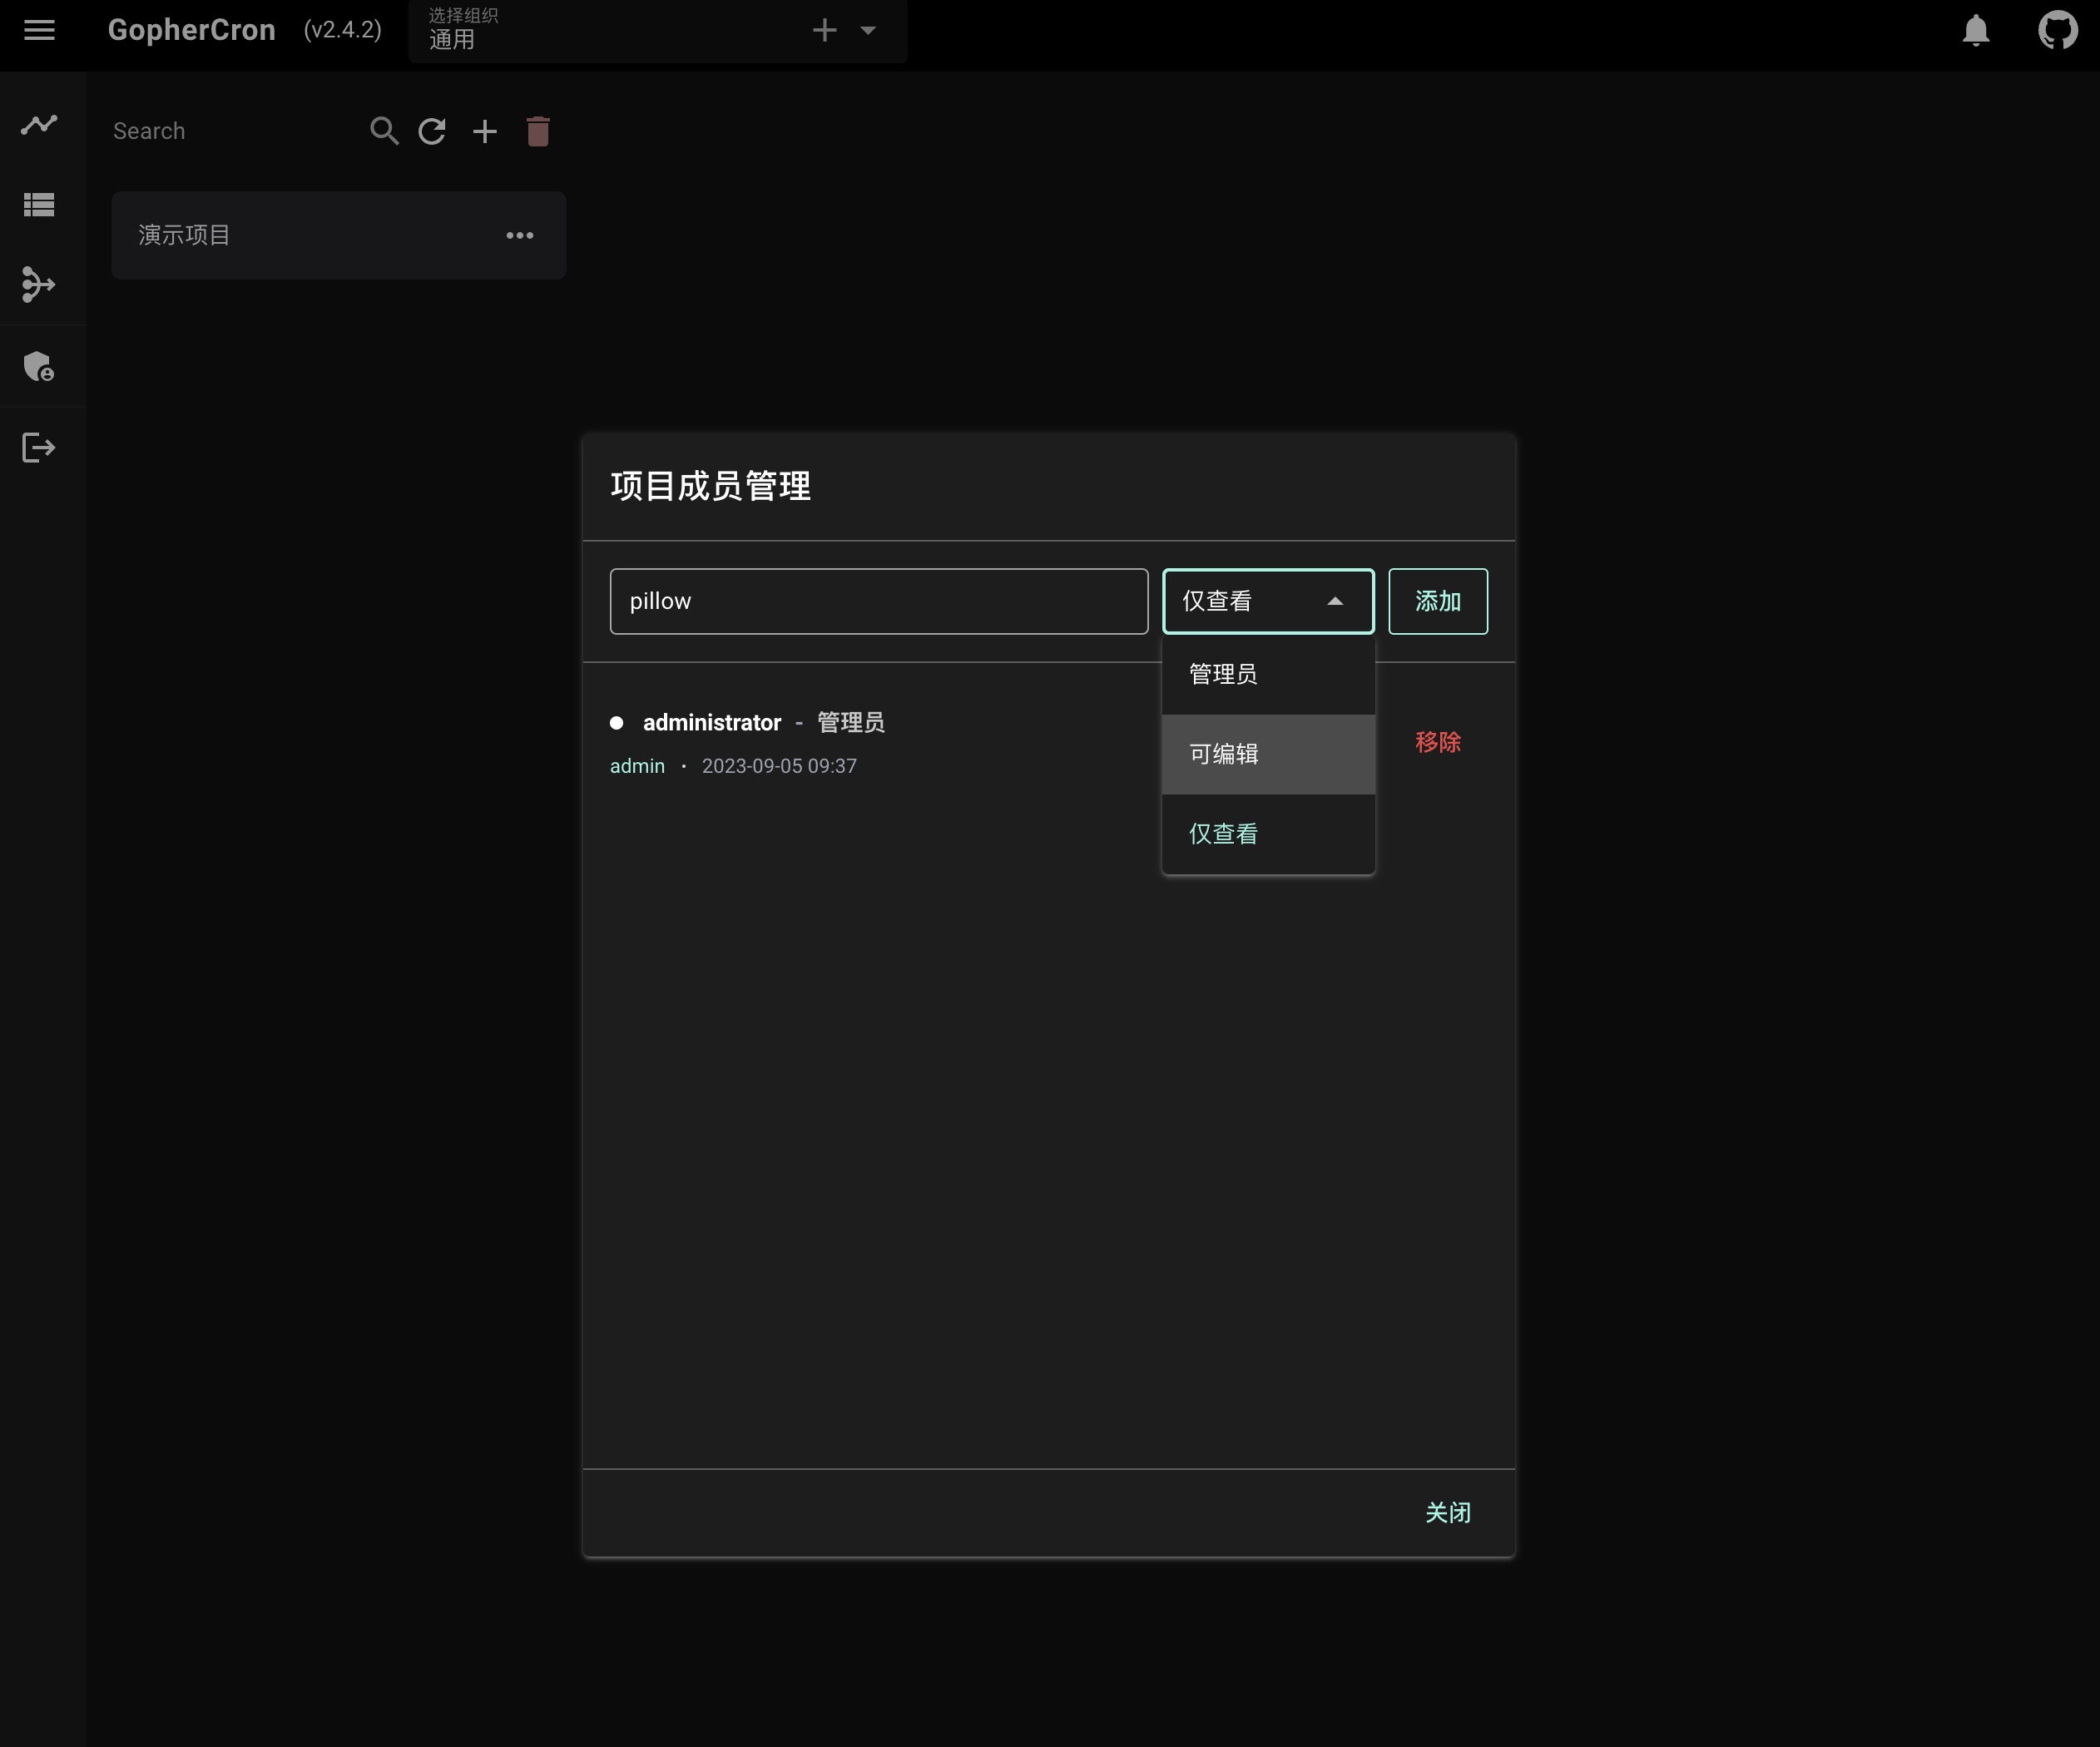 GopherCron (v2.4.2)
选择组织
通用
Search
演示项目
项目成员管理
pillow 仅查看 添加
管理员
administrator - 管理员
可编辑
移除
admin • 2023-09-05 09:37
仅查看
关闭